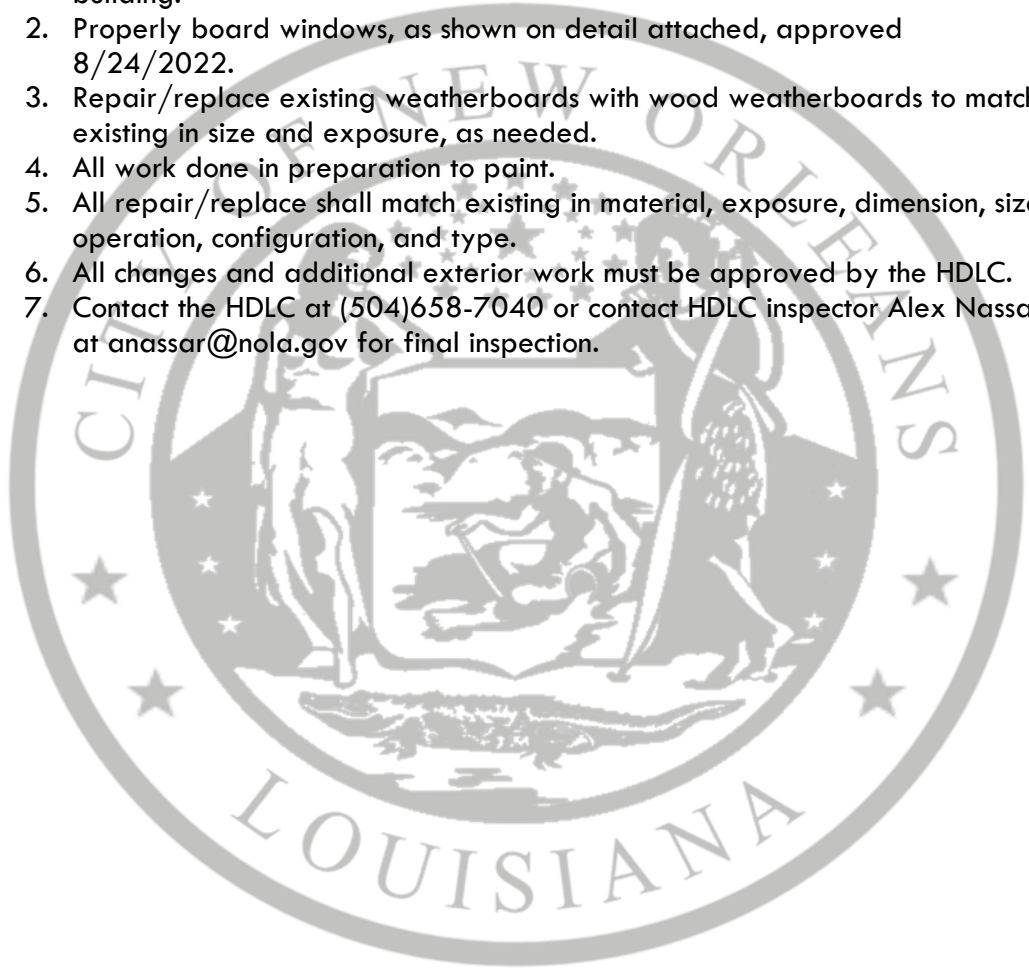 building.
2. Properly board windows, as shown on detail attached, approved
8/24/2022.
3. Repair/replace existing weatherboards with wood weatherboards to match
existing in size and exposure, as needed.
4. All work done in preparation to paint.
5. All repair/replace shall match existing in material, exposure, dimension, size
operation, configuration, and type.
6. All changes and additional exterior work must be approved by the HDLC.
7. Contact the HDLC at (504)658-7040 or contact HDLC inspector Alex Nassa
at anassar@nola.gov for final inspection.
CITY OF NEW ORLEANS
LOUISIANA